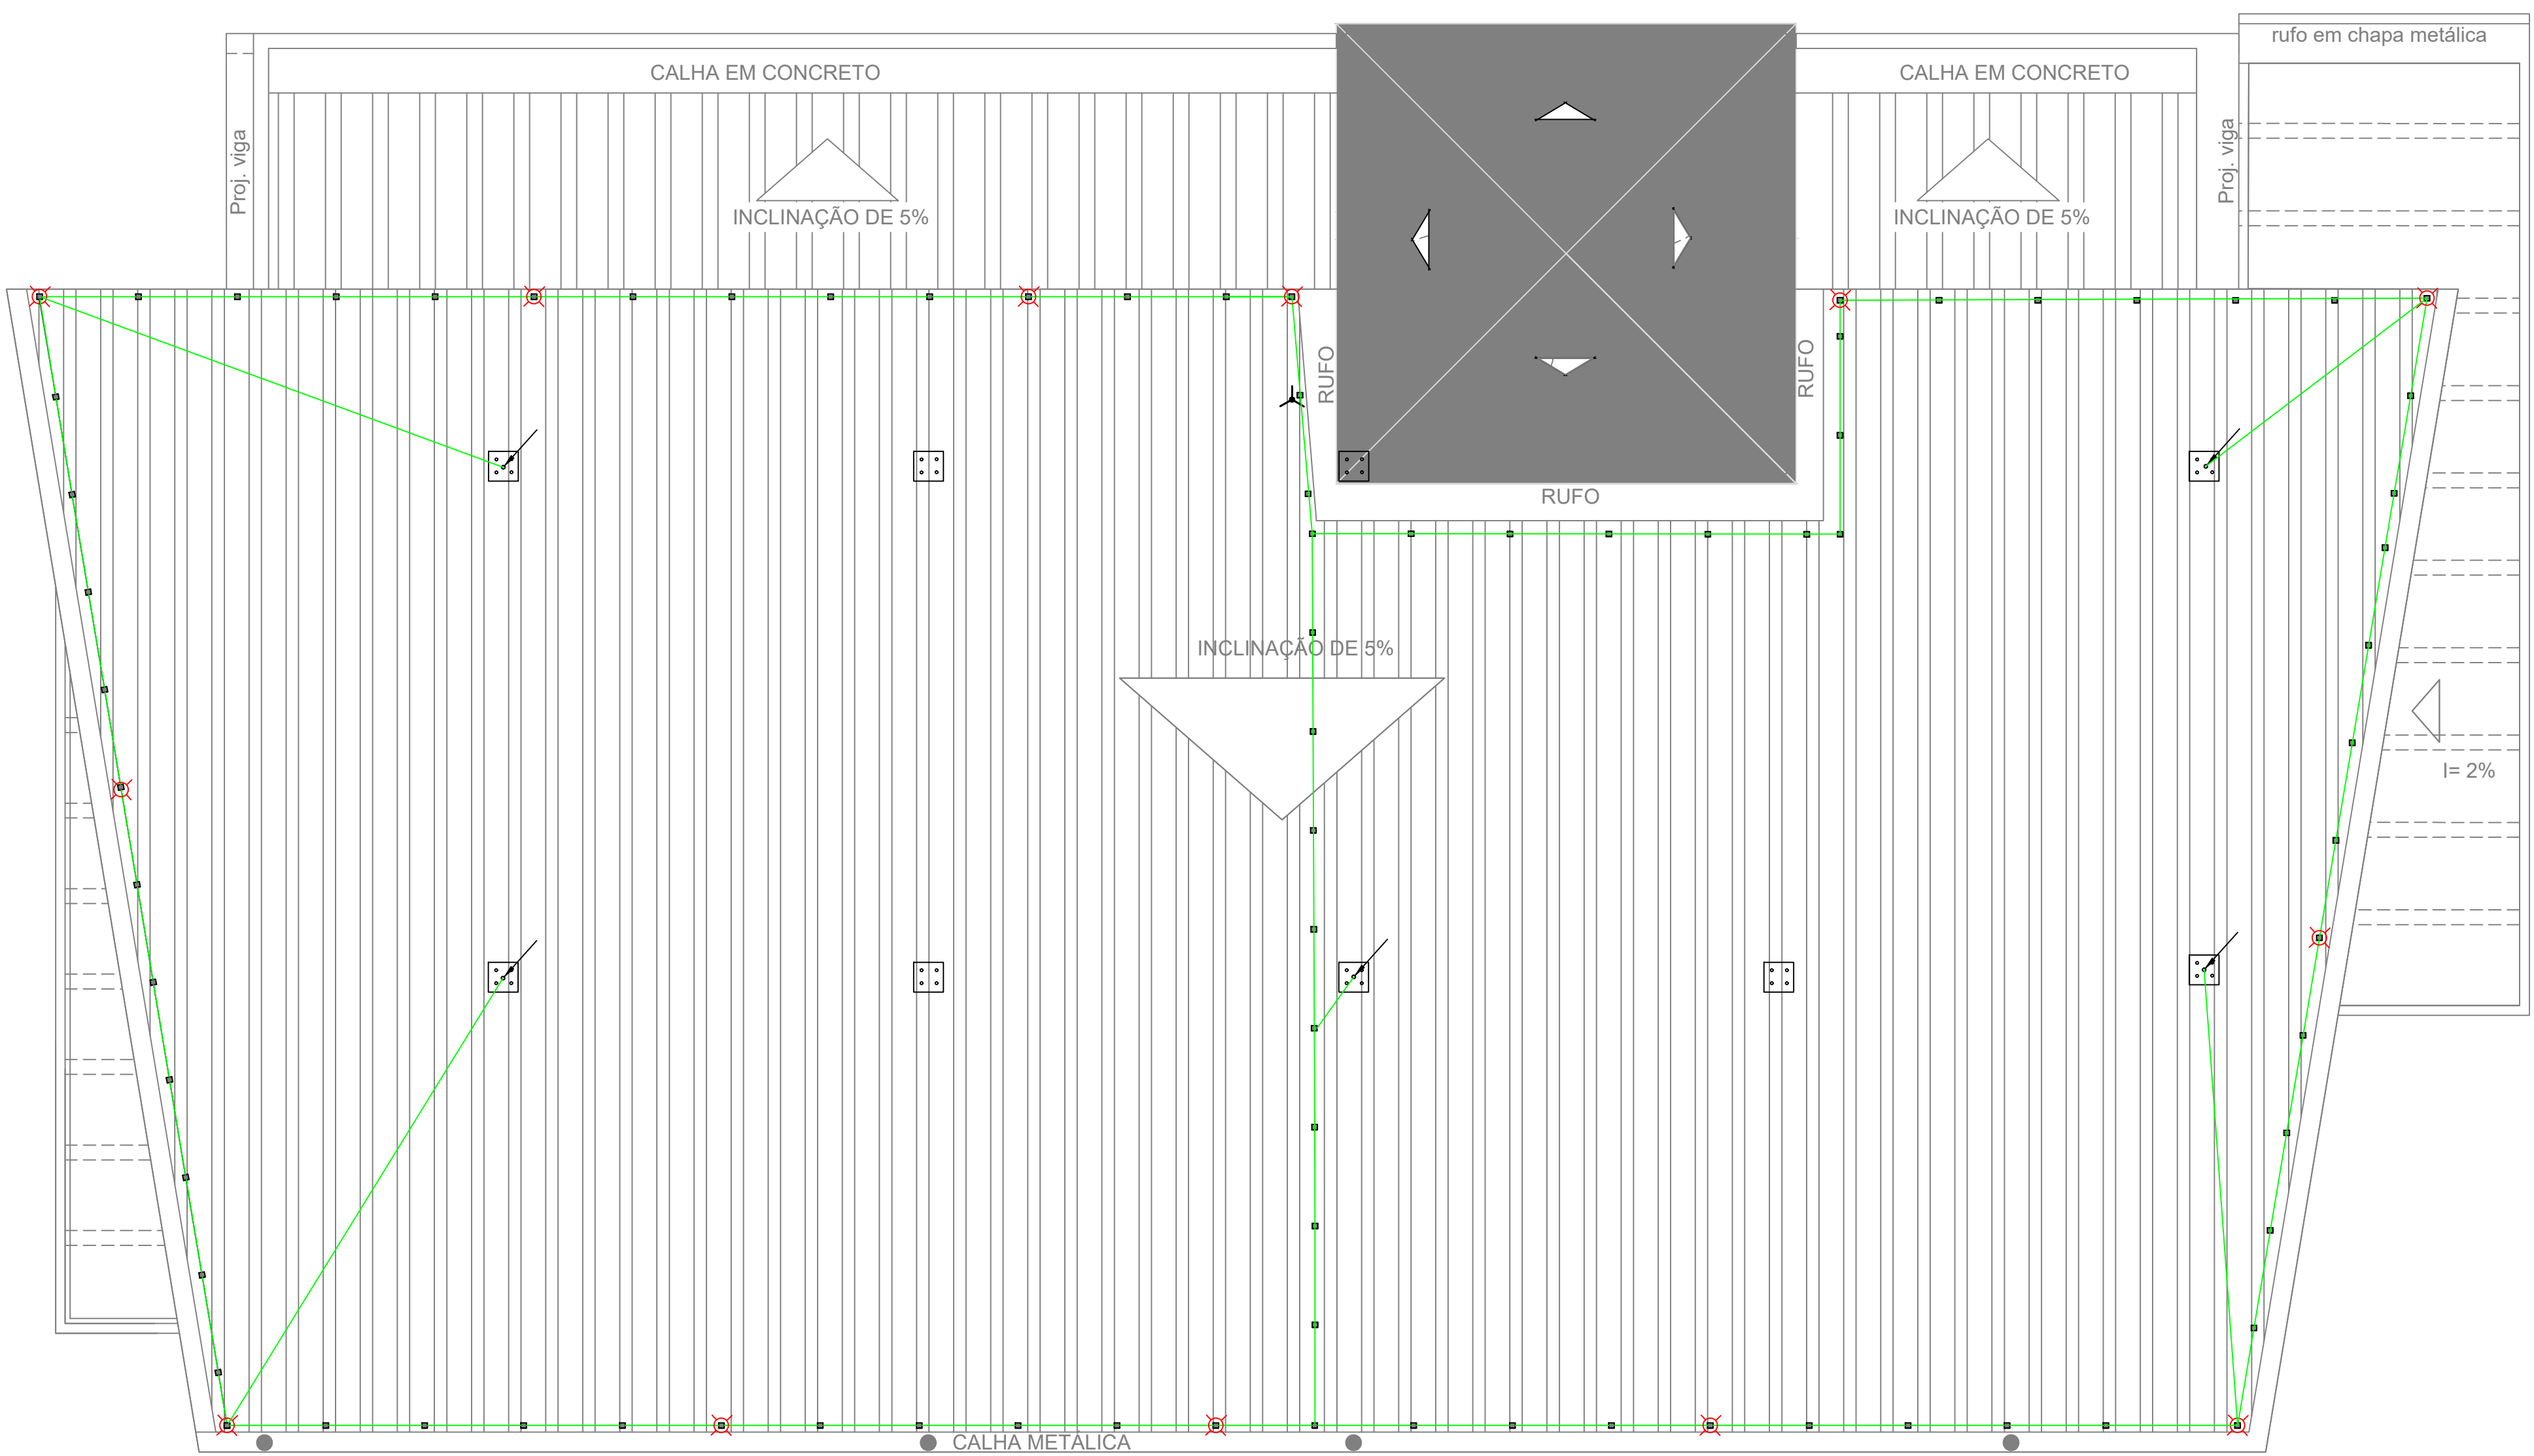 rufo em chapa metálica
CALHA EM CONCRETO
CALHA EM CONCRETO
Proj. viga
Proj. viga
INCLINAÇÃO DE 5%
INCLINAÇÃO DE 5%
RUFO
RUFO
RUFO
INCLINAÇÃO DE 5%
I= 2%
CALHA METÁLICA